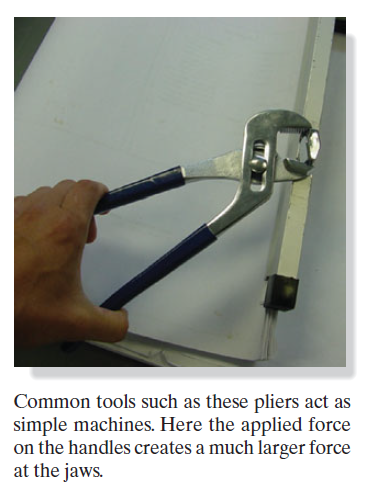 Common tools such as these pliers act as
simple machines. Here the applied force
on the handles creates a much larger force
at the jaws.